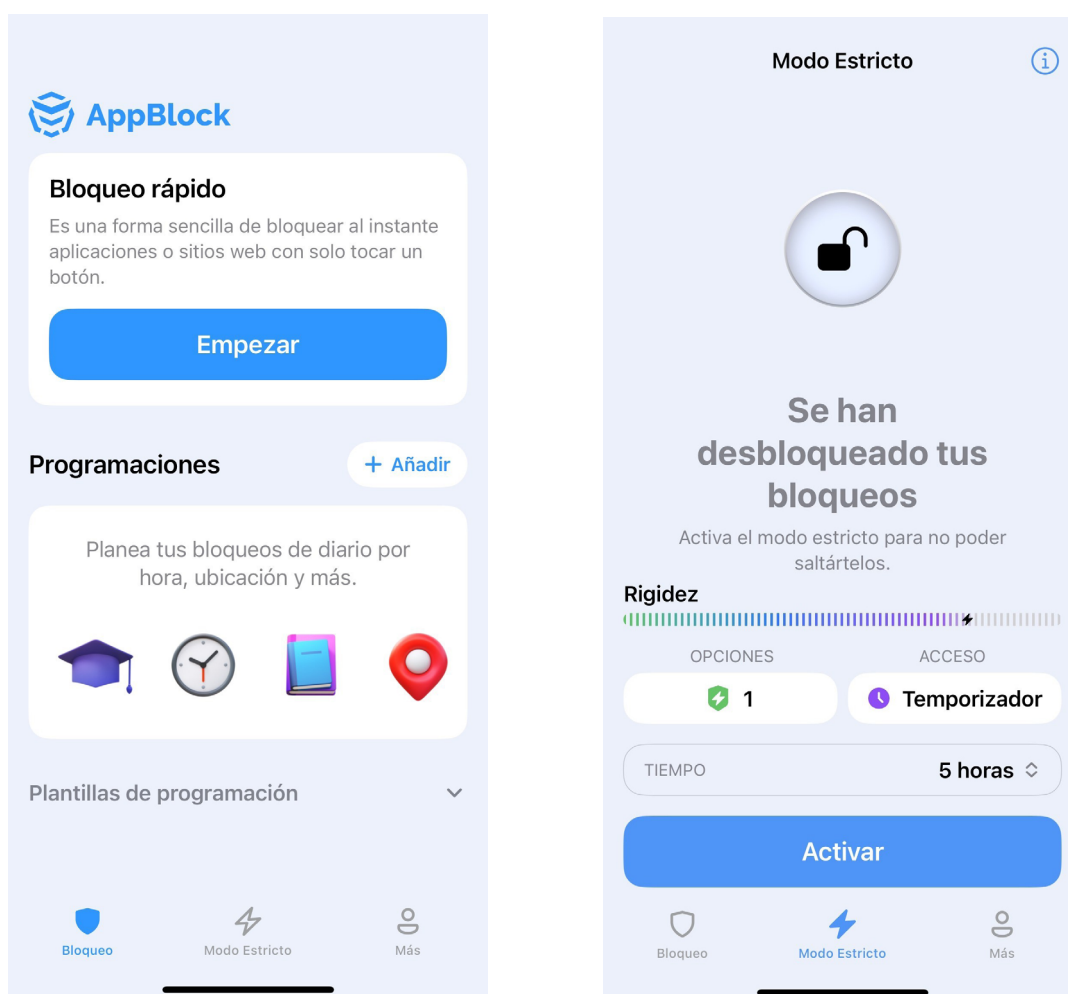 AppBlock
Bloqueo rápido
Es una forma sencilla de bloquear al instante
aplicaciones o sitios web con solo tocar un
botón.
Empezar
Programaciones
+ Añadir
Planea tus bloqueos de diario por
hora, ubicación y más.
Plantillas de programación
Bloqueo
Modo Estricto
Más
Modo Estricto
Se han
desbloqueado tus
bloqueos
Activa el modo estricto para no poder
saltártelos.
Rigidez
OPCIONES
ACCESO
1
Temporizador
TIEMPO
5 horas
Activar
Bloqueo
Modo Estricto
Más